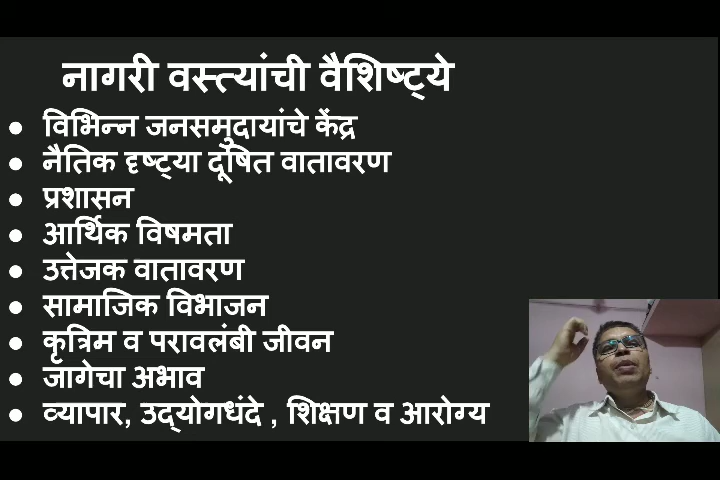 नागरी वस्त्यांची वैशिष्ट्ये
● विभिन्न जनसमुदायांचे केंद्र
● नैतिक दृष्ट्या दूषित वातावरण
● प्रशासन
● आर्थिक विषमता
● उत्तेजक वातावरण
● सामाजिक विभाजन
● कृत्रिम व परावलंबी जीवन
● जागेचा अभाव
● व्यापार, उद्योगधंदे , शिक्षण व आरोग्य